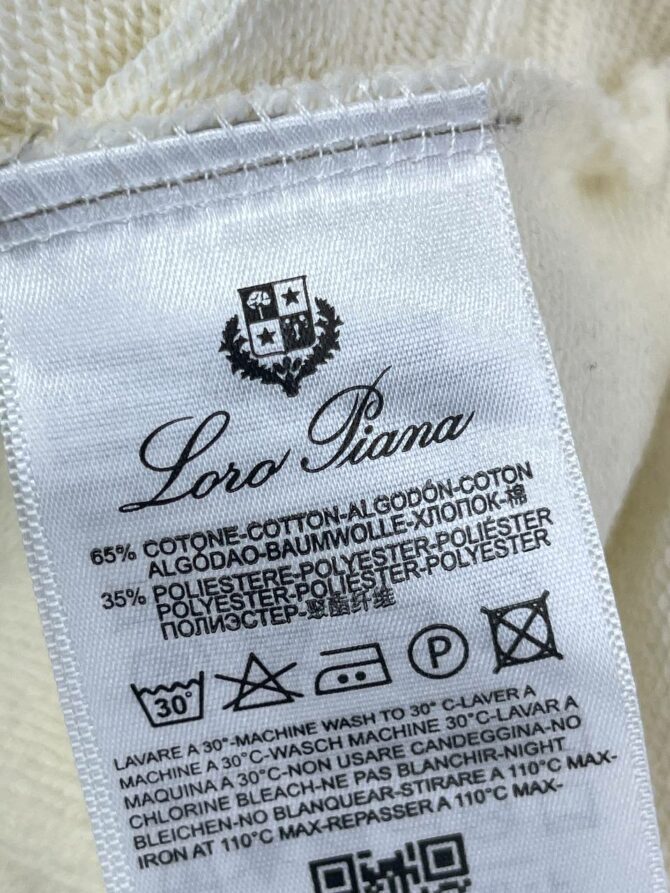 Loro Piana
65% COTONE-COTTON-ALGODÓN-COTON
ALGODAO-BAUMWOLLE-ХЛОПОК-棉
35% POLIESTERE-POLYESTER-POLIÉSTER
POLYESTER-POLIESTER-POLYESTER
ПОЛИЭСТЕР-聚酯纤维
30°
P
LAVARE A 30°-MACHINE WASH TO 30° C-LAVER A
MACHINE A 30°C-WASCH MACHINE 30°C-LAVAR A
MAQUINA A 30°C-NON USARE CANDEGGINA-NO
CHLORINE BLEACH-NE PAS BLANCHIR-NIGHT
BLEICHEN-NO BLANQUEAR-STIRARE A 110°C MAX-
IRON AT 110°C MAX-REPASSER A 110°C MAX-